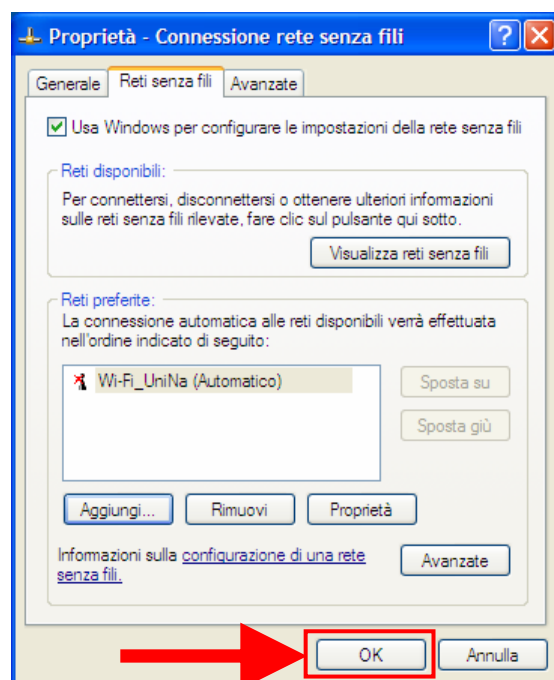 Proprietà - Connessione rete senza fili
Generale
Reti senza fili
Avanzate
Usa Windows per configurare le impostazioni della rete senza fili
Reti disponibili:
Per connettersi, disconnettersi o ottenere ulteriori informazioni
sulle reti senza fili rilevate, fare clic sul pulsante qui sotto.
Visualizza reti senza fili
Reti preferite:
La connessione automatica alle reti disponibili verrà effettuata
nell'ordine indicato di seguito:
Wi-Fi_UniNa (Automatico)
Sposta su
Sposta giù
Aggiungi...
Rimuovi
Proprietà
Informazioni sulla configurazione di una rete
senza fili.
Avanzate
OK
Annulla